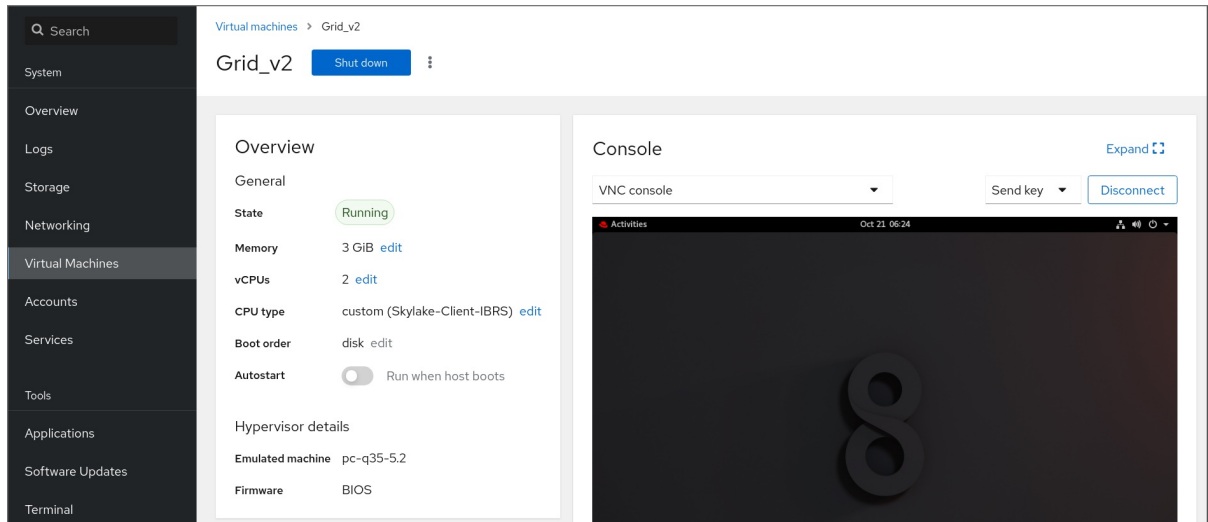 Search
System
Overview
Logs
Storage
Networking
Virtual Machines
Accounts
Services
Tools
Applications
Software Updates
Terminal
Virtual machines > Grid_v2
Grid_v2 Shut down
Overview
General
State Running
Memory 3 GiB edit
vCPUs 2 edit
CPU type custom (Skylake-Client-IBRS) edit
Boot order disk edit
Autostart Run when host boots
Hypervisor details
Emulated machine pc-q35-5.2
Firmware BIOS
Console Expand
VNC console Send key Disconnect
Activities Oct 21 06:24
8